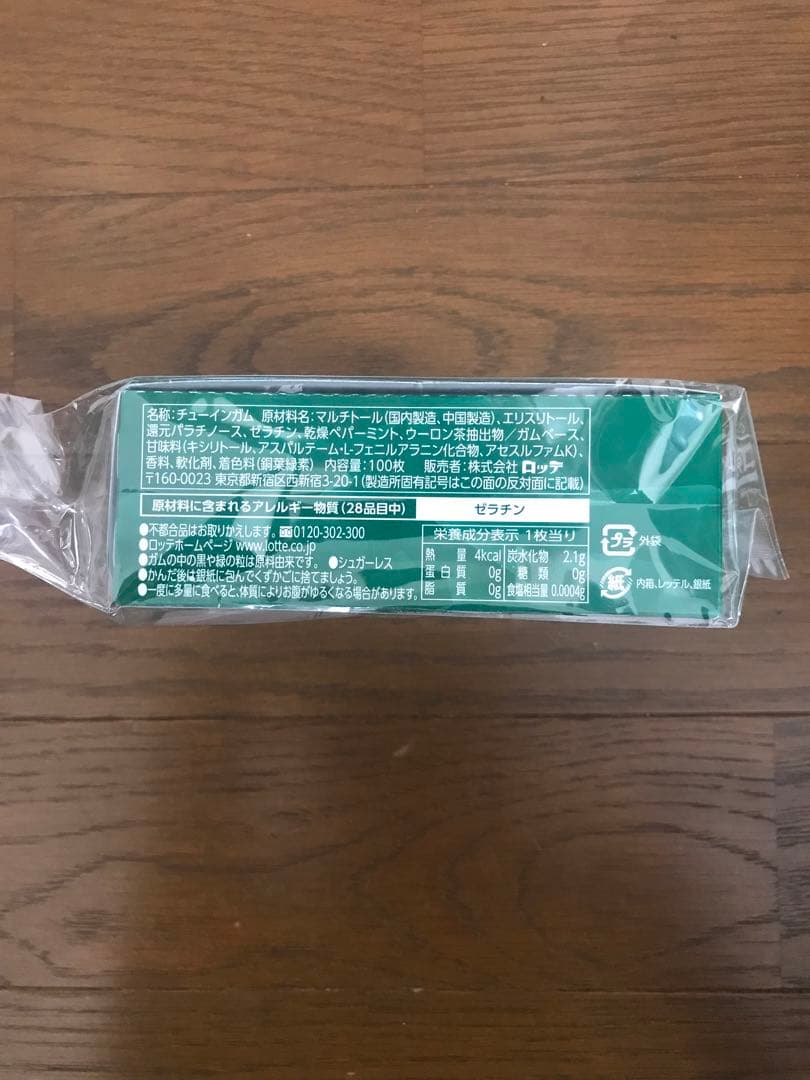 名称:チューインガム 原材料名:マルチトール(国内製造、中国製造)、エリスリトール、
還元パラチノース、ゼラチン、乾燥ペパーミント、ウーロン茶抽出物/ガムベース、
甘味料(キシリトール、アスパルテーム・L-フェニルアラニン化合物、アセスルファムK)、
香料、軟化剤、着色料(銅葉緑素) 内容量:100枚 販売者:株式会社 ロッテ
〒160-0023 東京都新宿区西新宿3-20-1(製造所固有記号はこの面の反対面に記載)
原材料に含まれるアレルギー物質(28品目中) ゼラチン
●不都合品はお取りかえします。 0120-302-300
●ロッテホームページ www.lotte.co.jp
●ガムの中の黒や緑の粒は原料由来です。 ●シュガーレス
●かんだ後は銀紙に包んでくずかごに捨てましょう。
●一度に多量に食べると、体質によりお腹がゆるくなる場合があります。
栄養成分表示 1枚当り
熱量 4kcal 炭水化物 2.1g
蛋白質 0g 糖類 0g
脂質 0g 食塩相当量 0.0004g
プラ 外袋
紙 内箱、レッテル、銀紙